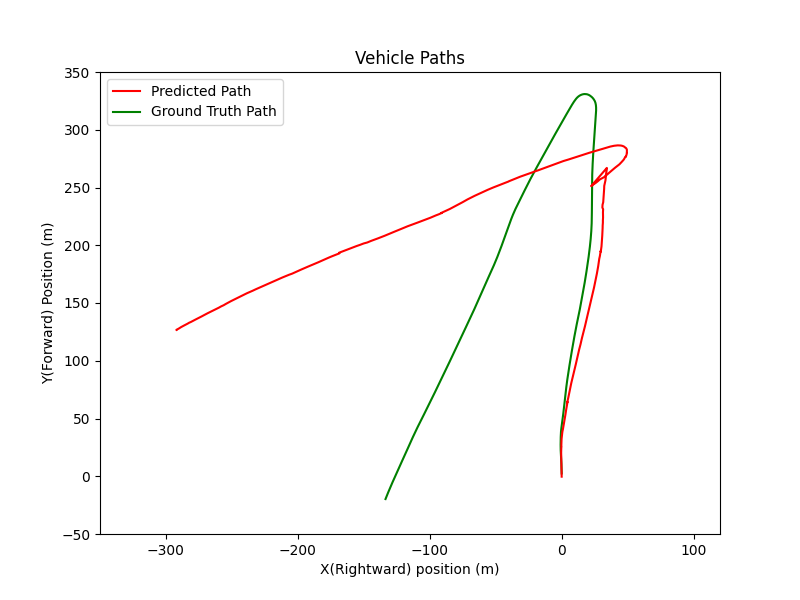 Vehicle Paths
Predicted Path
Ground Truth Path
350
300
250
200
150
100
50
0
−50
Y(Forward) Position (m)
−300
−200
−100
0
100
X(Rightward) position (m)